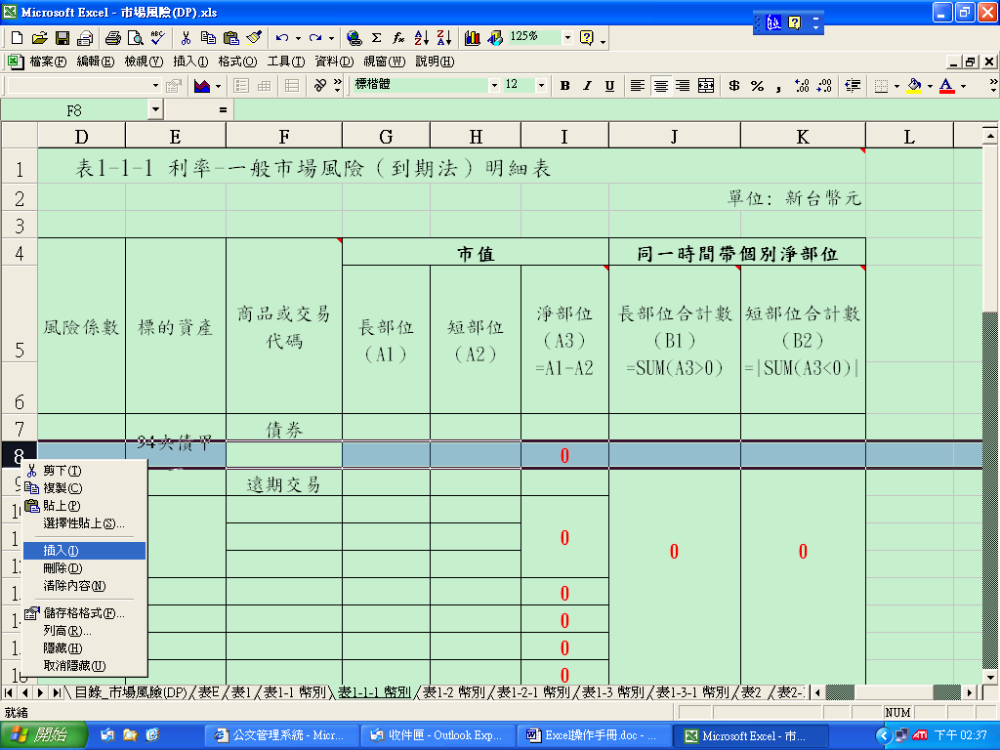 Microsoft Excel - 市場風險(DP).xls
125%
檔案(F) 編輯(E) 檢視(V) 插入(I) 格式(O) 工具(T) 資料(D) 視窗(W) 說明(H)
標楷體 12 B I U $ % ,
F8 =
D E F G H I J K L
1 表1-1-1 利率-一般市場風險（到期法）明細表
2 單位: 新台幣元
3
4 市值 同一時間帶個別淨部位
風險係數 標的資產 商品或交易代碼 長部位(A1) 短部位(A2) 淨部位(A3)=A1-A2 長部位合計數(B1)=SUM(A3>0) 短部位合計數(B2)=|SUM(A3<0)|
5
6
7 債券
94央債甲
8 0
遠期交易
0 0 0
0
0
0
0
剪下(T)
複製(C)
貼上(P)
選擇性貼上(S)...
插入(I)
刪除(D)
清除內容(N)
儲存格格式(F)...
列高(R)...
隱藏(H)
取消隱藏(U)
目錄_市場風險(DP) 表E 表1 表1-1 幣別 表1-1-1 幣別 表1-2 幣別 表1-2-1 幣別 表1-3 幣別 表1-3-1 幣別 表2 表2-
就緒 NUM
開始 公文管理系統 - Micr... 收件匣 - Outlook Exp... Excel操作手冊.doc - ... Microsoft Excel - 市... 下午 02:37